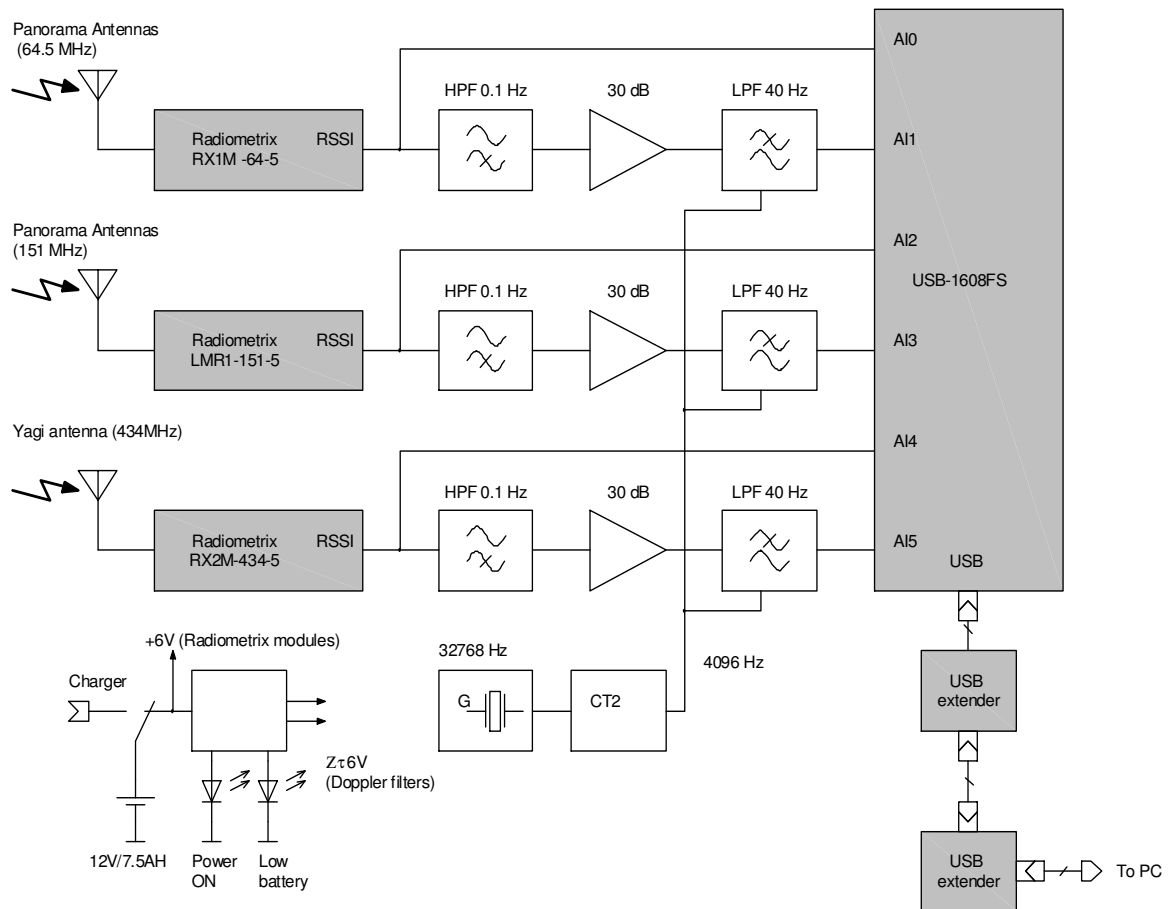 Panorama Antennas
(64.5 MHz)
AI0
HPF 0.1 Hz
30 dB
LPF 40 Hz
Radiometrix
RX1M -64-5
RSSI
AI1
Panorama Antennas
(151 MHz)
AI2
USB-1608FS
HPF 0.1 Hz
30 dB
LPF 40 Hz
Radiometrix
LMR1-151-5
RSSI
AI3
Yagi antenna (434MHz)
AI4
HPF 0.1 Hz
30 dB
LPF 40 Hz
Radiometrix
RX2M-434-5
RSSI
AI5
USB
+6V (Radiometrix modules)
32768 Hz
4096 Hz
Charger
G
CT2
USB
extender
Zτ6V
(Doppler filters)
12V/7.5AH
Power
ON
Low
battery
USB
extender
To PC